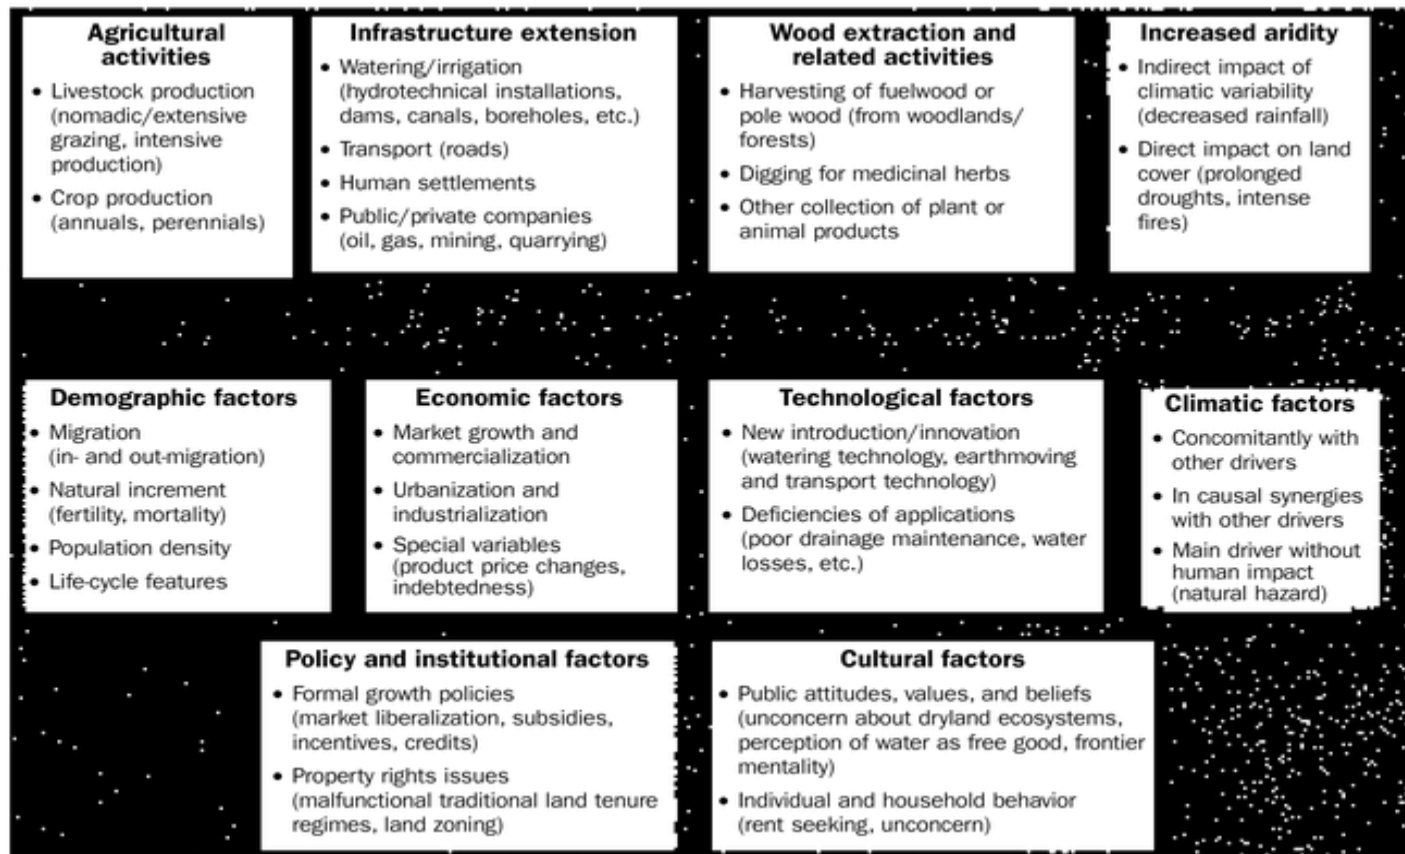 Agricultural
activities
• Livestock production
(nomadic/extensive
grazing, intensive
production)
• Crop production
(annuals, perennials)
Infrastructure extension
• Watering/irrigation
(hydrotechnical installations,
dams, canals, boreholes, etc.)
• Transport (roads)
• Human settlements
• Public/private companies
(oil, gas, mining, quarrying)
Wood extraction and
related activities
• Harvesting of fuelwood or
pole wood (from woodlands/
forests)
• Digging for medicinal herbs
• Other collection of plant or
animal products
Increased aridity
• Indirect impact of
climatic variability
(decreased rainfall)
• Direct impact on land
cover (prolonged
droughts, intense
fires)
Demographic factors
• Migration
(in- and out-migration)
• Natural increment
(fertility, mortality)
• Population density
• Life-cycle features
Economic factors
• Market growth and
commercialization
• Urbanization and
industrialization
• Special variables
(product price changes,
indebtedness)
Technological factors
• New introduction/innovation
(watering technology, earthmoving
and transport technology)
• Deficiencies of applications
(poor drainage maintenance, water
losses, etc.)
Climatic factors
• Concomitantly with
other drivers
• In causal synergies
with other drivers
• Main driver without
human impact
(natural hazard)
Policy and institutional factors
• Formal growth policies
(market liberalization, subsidies,
incentives, credits)
• Property rights issues
(malfunctional traditional land tenure
regimes, land zoning)
Cultural factors
• Public attitudes, values, and beliefs
(unconcern about dryland ecosystems,
perception of water as free good, frontier
mentality)
• Individual and household behavior
(rent seeking, unconcern)